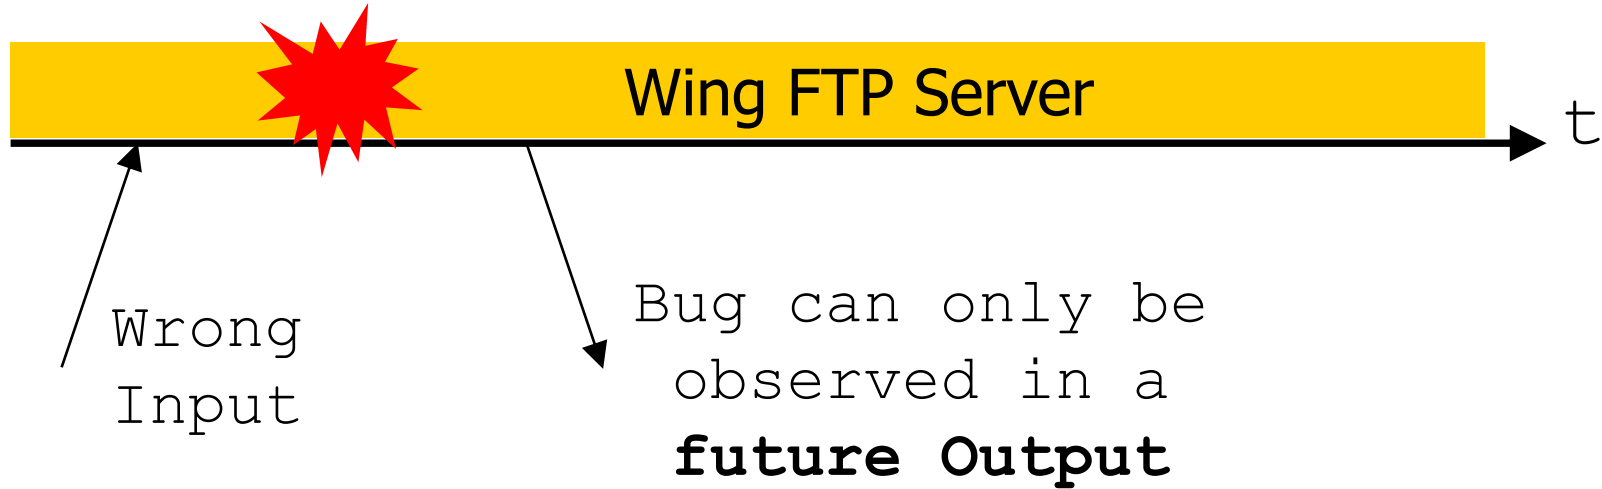 Wing FTP Server
t
Wrong
Input
Bug can only be
observed in a
future Output